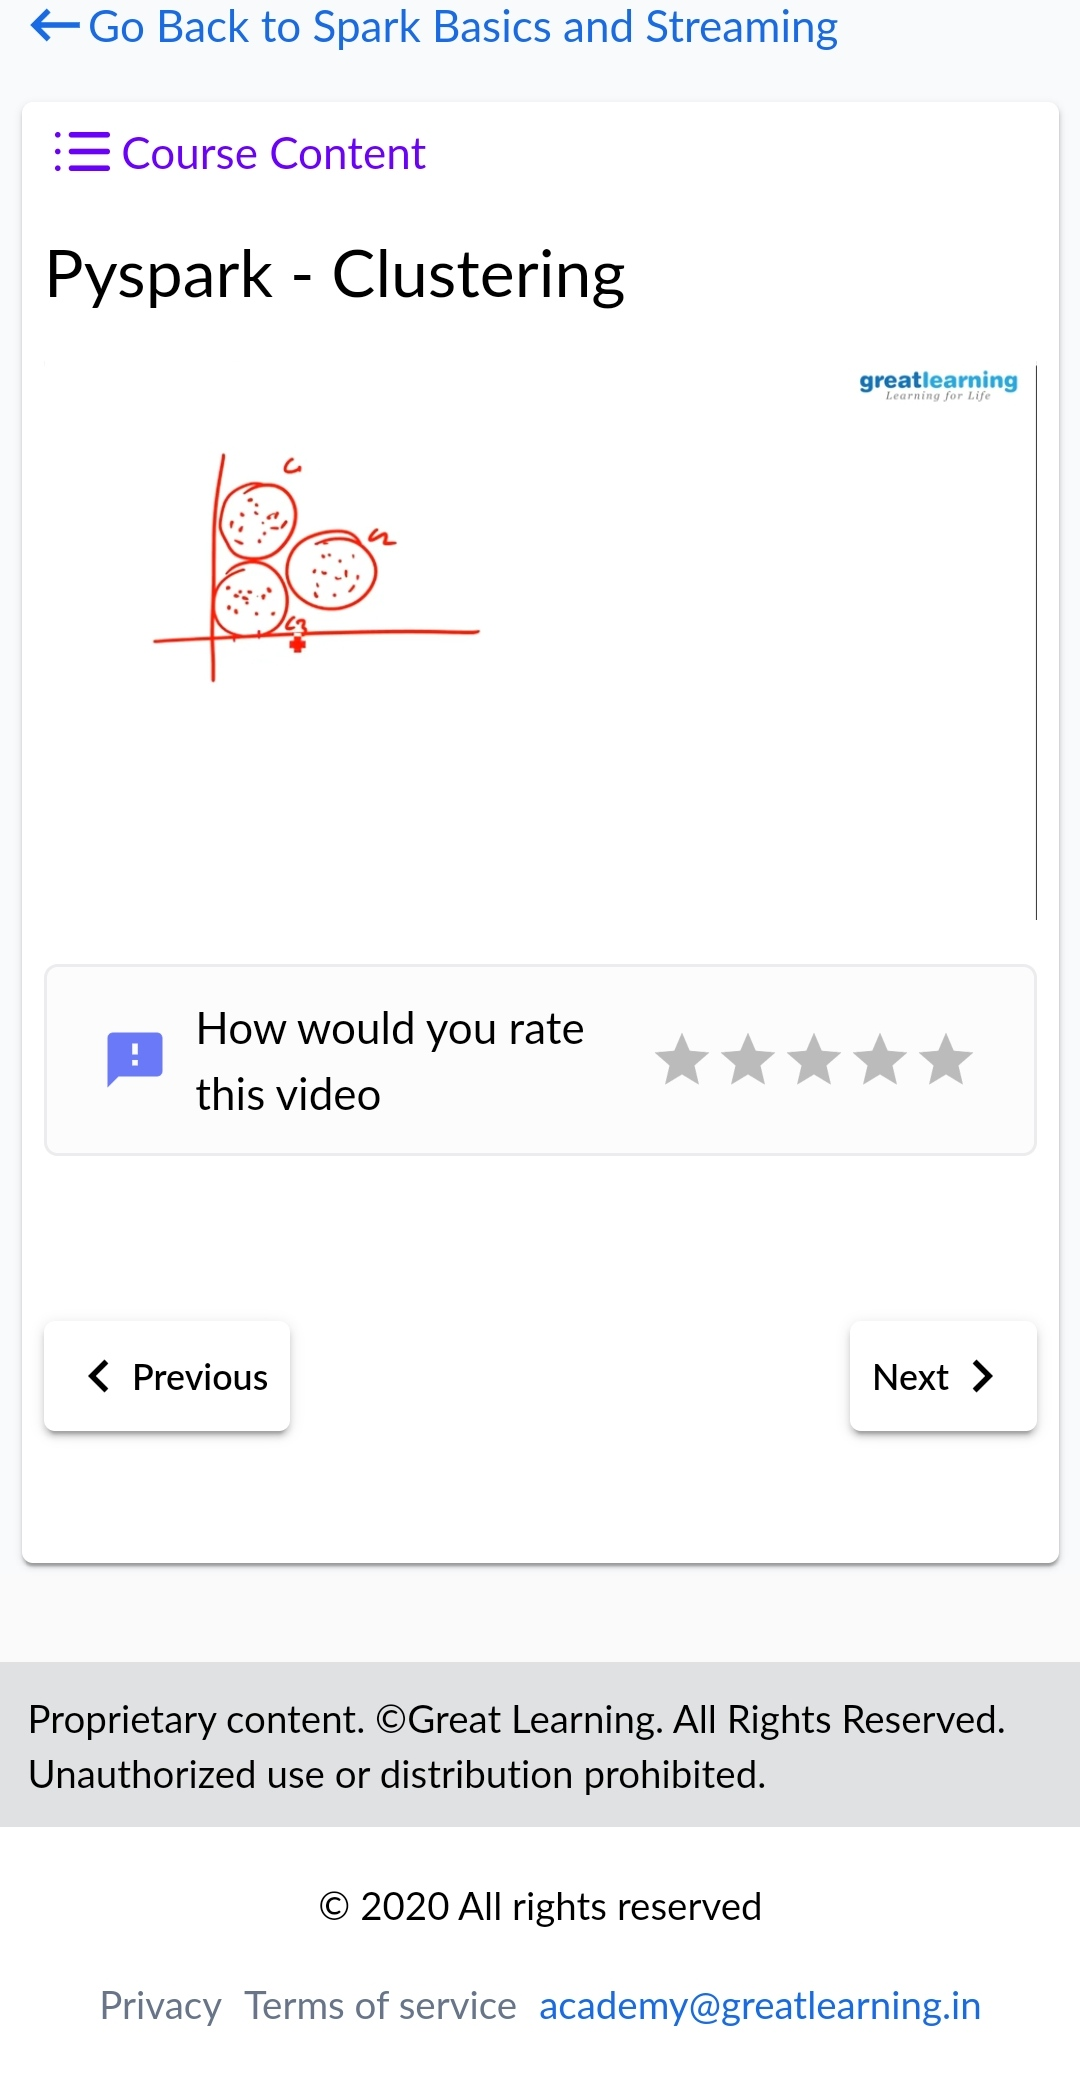 Go Back to Spark Basics and Streaming
Course Content
Pyspark - Clustering
greatlearning
Learning for Life
C3
How would you rate
this video
Previous
Next
Proprietary content. ©Great Learning. All Rights Reserved.
Unauthorized use or distribution prohibited.
© 2020 All rights reserved
Privacy Terms of service academy@greatlearning.in